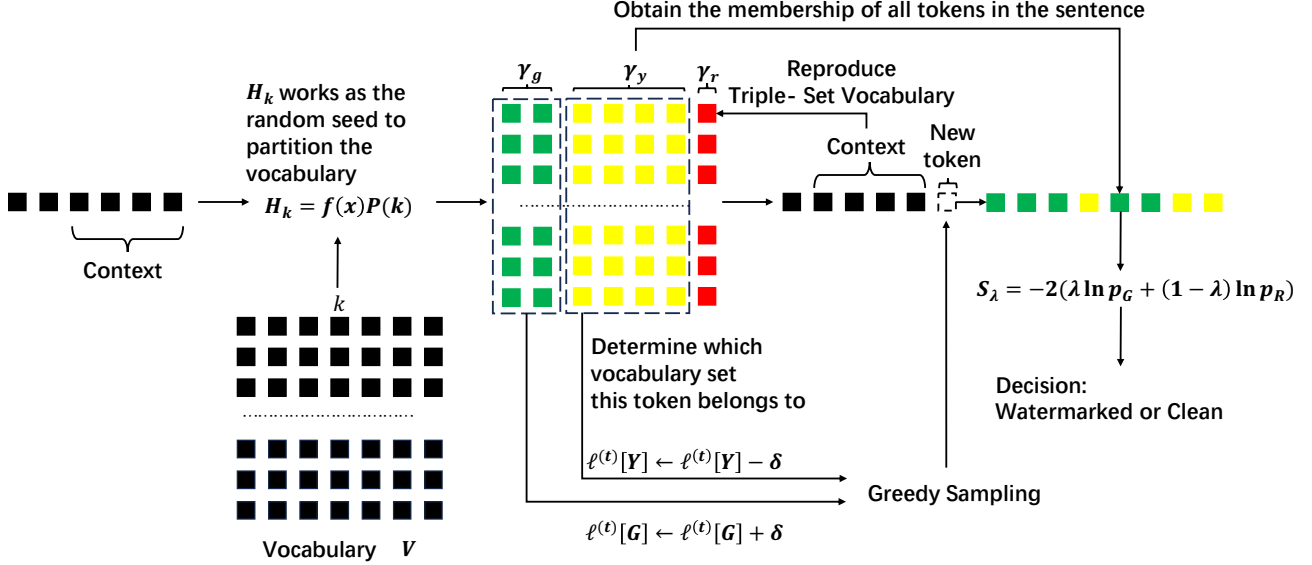 Obtain the membership of all tokens in the sentence
γ_g
γ_y
γ_r
Reproduce
Triple- Set Vocabulary
H_k works as the
random seed to
partition the
vocabulary
H_k = f(x)P(k)
Context
k
Vocabulary V
Context
New
token
S_λ = −2(λ ln p_G + (1 − λ) ln p_R)
Determine which
vocabulary set
this token belongs to
Decision:
Watermarked or Clean
ℓ^(t)[Y] ← ℓ^(t)[Y] − δ
Greedy Sampling
ℓ^(t)[G] ← ℓ^(t)[G] + δ